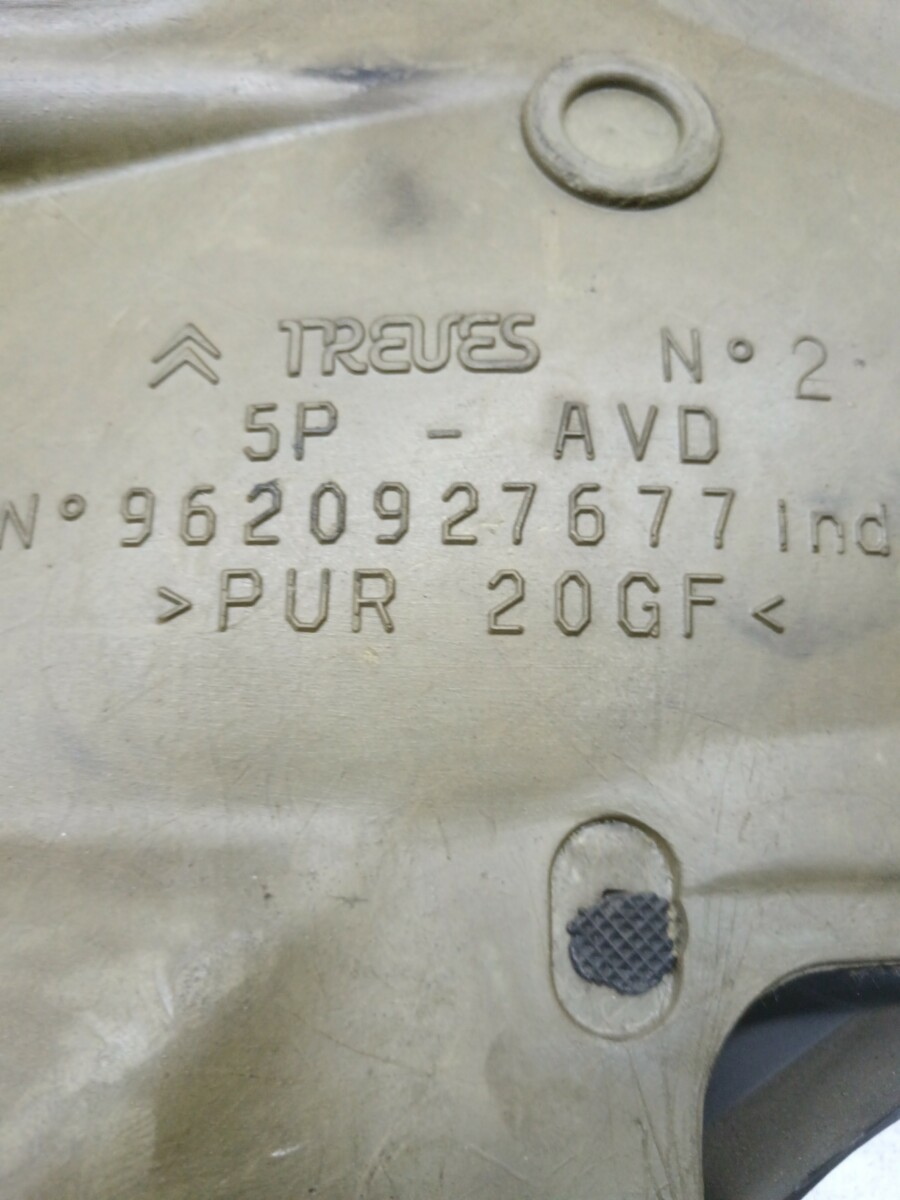 TREVES N° 2
5P - AVD
N° 9620927677 Ind
>PUR 20GF<